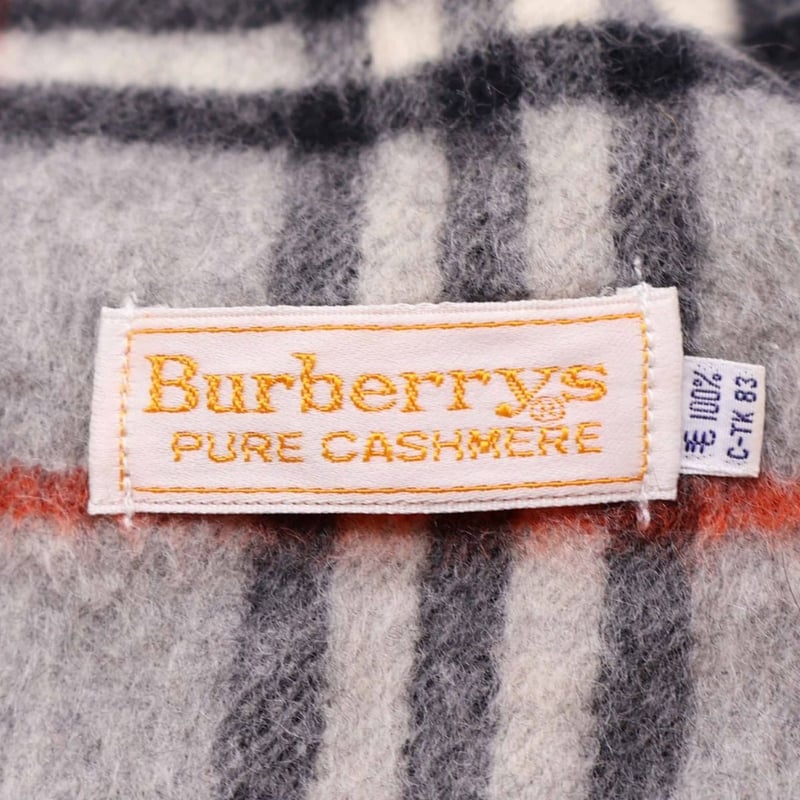 Burberrys®
PURE CASHMERE
毛 100%
C-TK 83